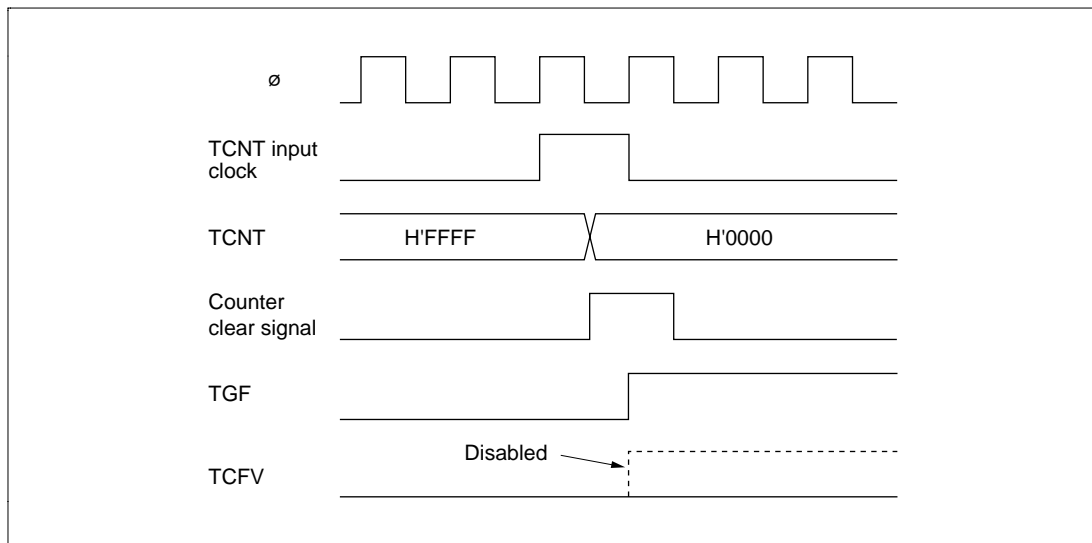 ø
TCNT input
clock
TCNT
H'FFFF
H'0000
Counter
clear signal
TGF
Disabled
TCFV